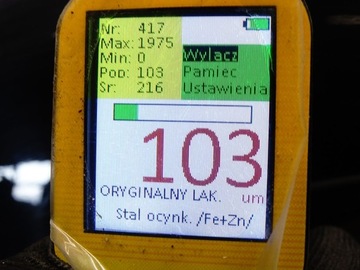 Nr: 417
Max: 1975
Min: 0
Pop: 103
Sr: 216
Wylacz
Pamiec
Ustawienia
103
ORYGINALNY LAK. um
Stal ocynk. /Fe+Zn/